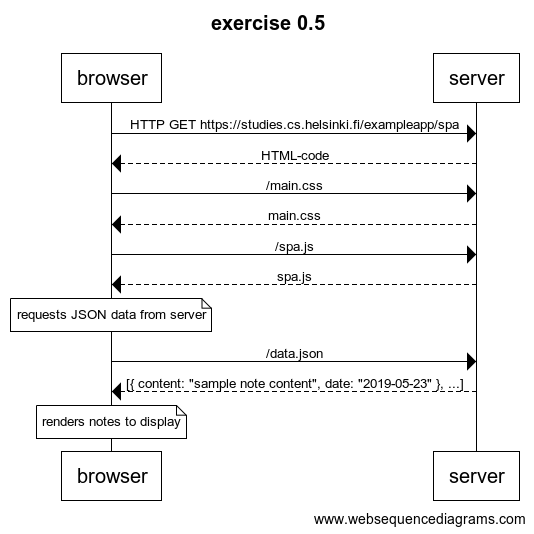 exercise 0.5
browser
server
HTTP GET https://studies.cs.helsinki.fi/exampleapp/spa
HTML-code
/main.css
main.css
/spa.js
spa.js
requests JSON data from server
/data.json
[{ content: "sample note content", date: "2019-05-23" }, ...]
renders notes to display
browser
server
www.websequencediagrams.com